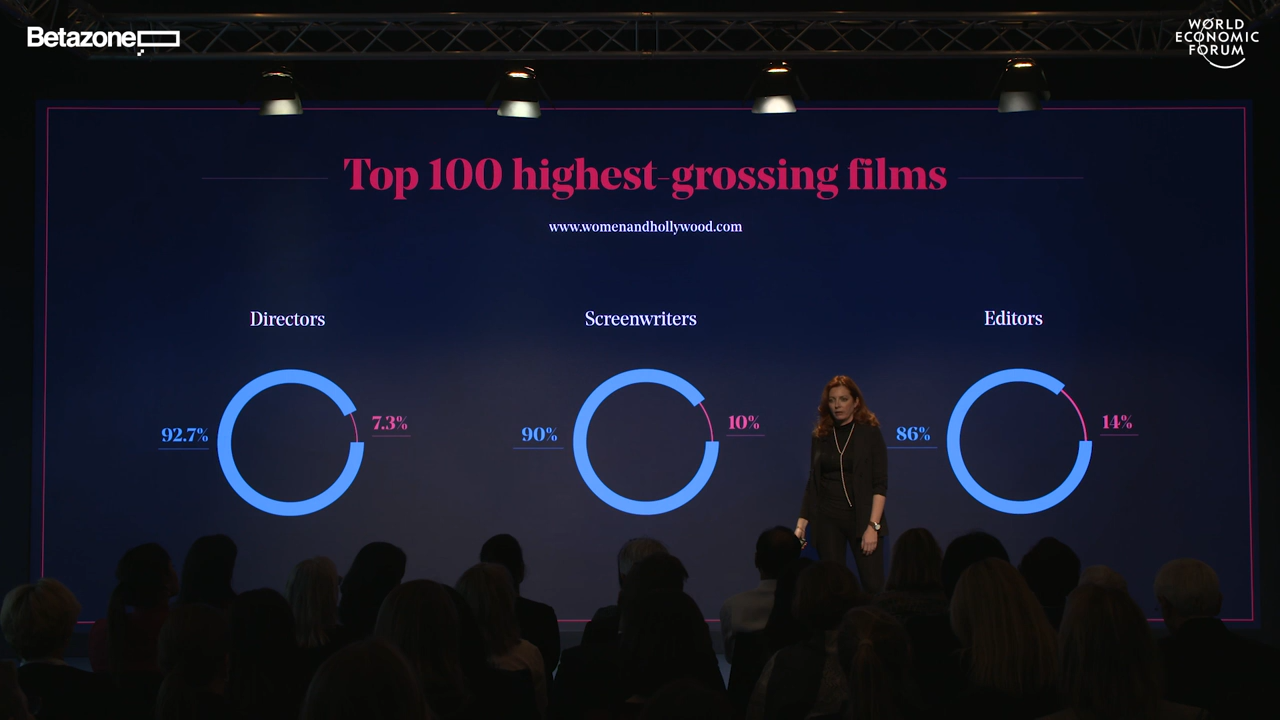 Betazone
WORLD
ECONOMIC
FORUM
Top 100 highest-grossing films
www.womenandhollywood.com
Directors
Screenwriters
Editors
92.7%
7.3%
90%
10%
86%
14%